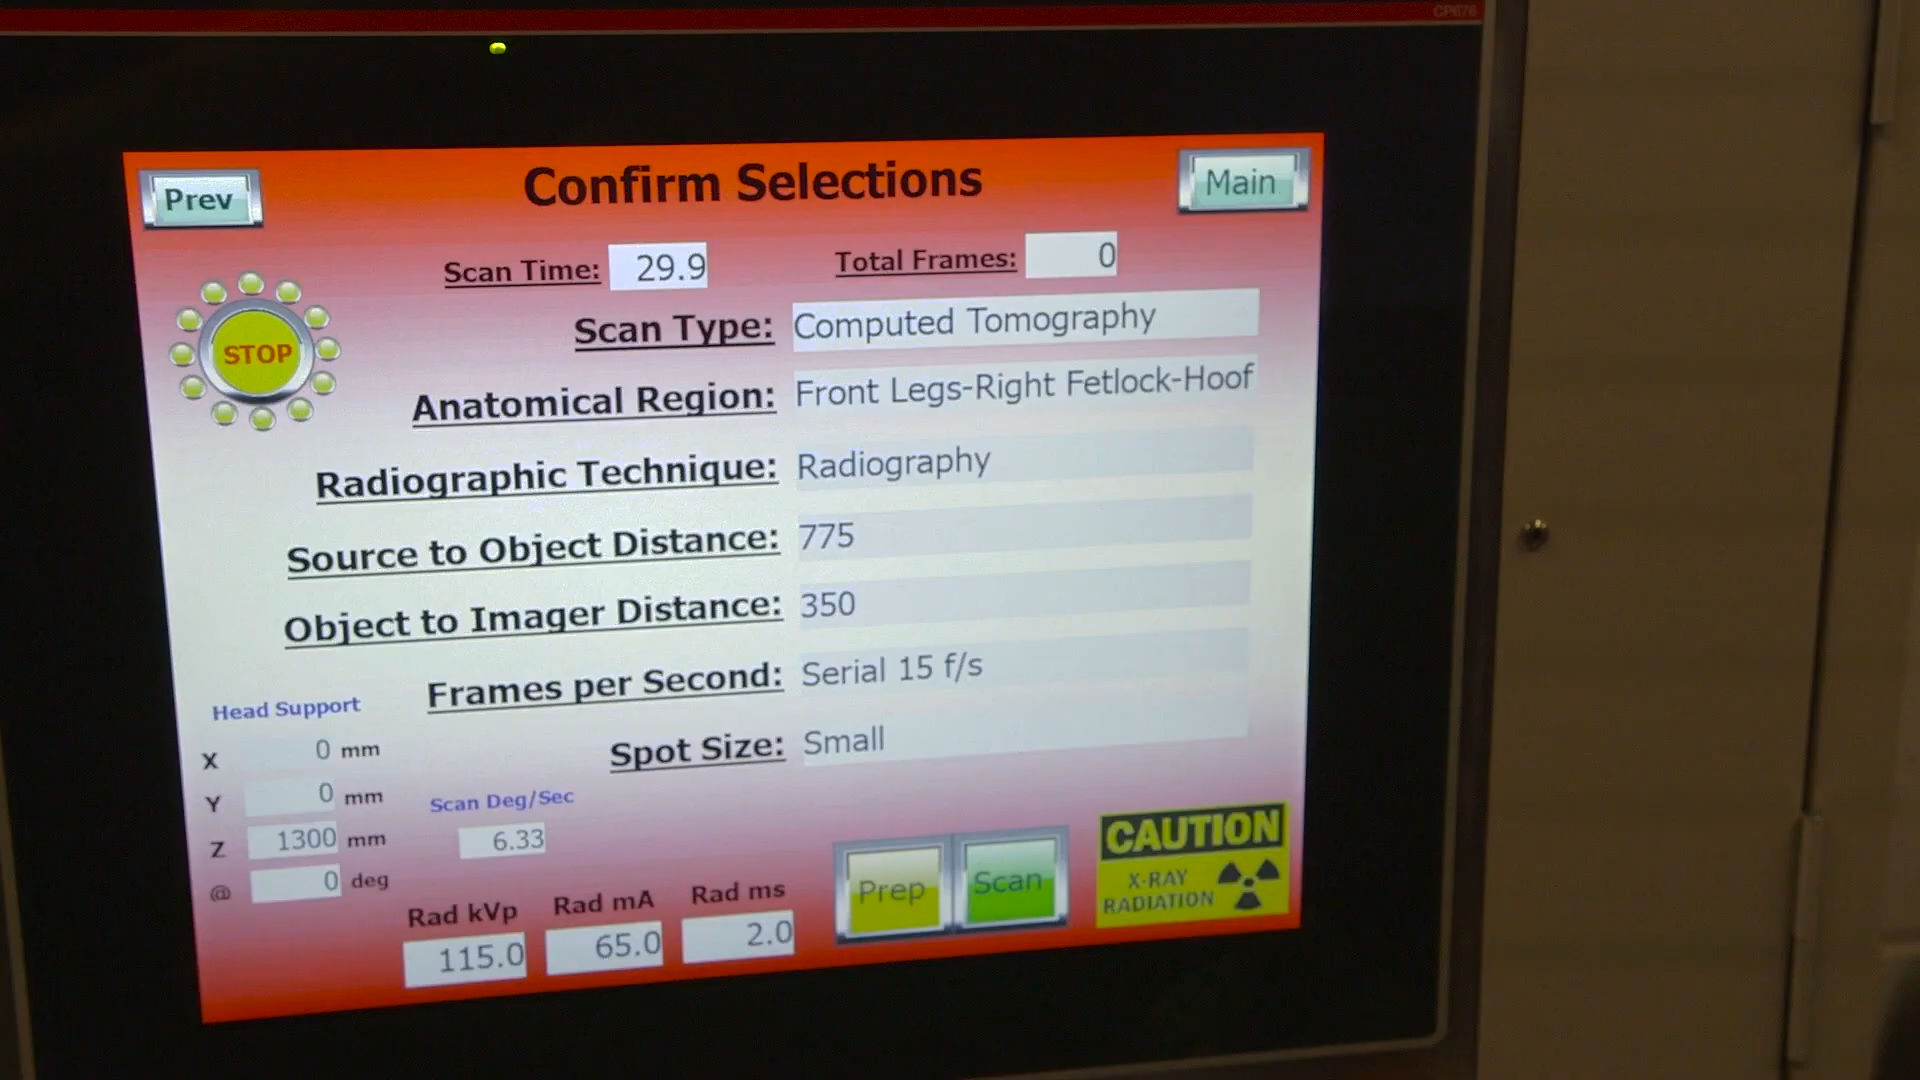 CP676
Prev
Confirm Selections
Main
Scan Time: 29.9
Total Frames: 0
STOP
Scan Type: Computed Tomography
Anatomical Region: Front Legs-Right Fetlock-Hoof
Radiographic Technique: Radiography
Source to Object Distance: 775
Object to Imager Distance: 350
Frames per Second: Serial 15 f/s
Spot Size: Small
Head Support
X 0 mm
Y 0 mm
Z 1300 mm
@ 0 deg
Scan Deg/Sec
6.33
Rad kVp
115.0
Rad mA
65.0
Rad ms
2.0
Prep
Scan
CAUTION
X-RAY
RADIATION